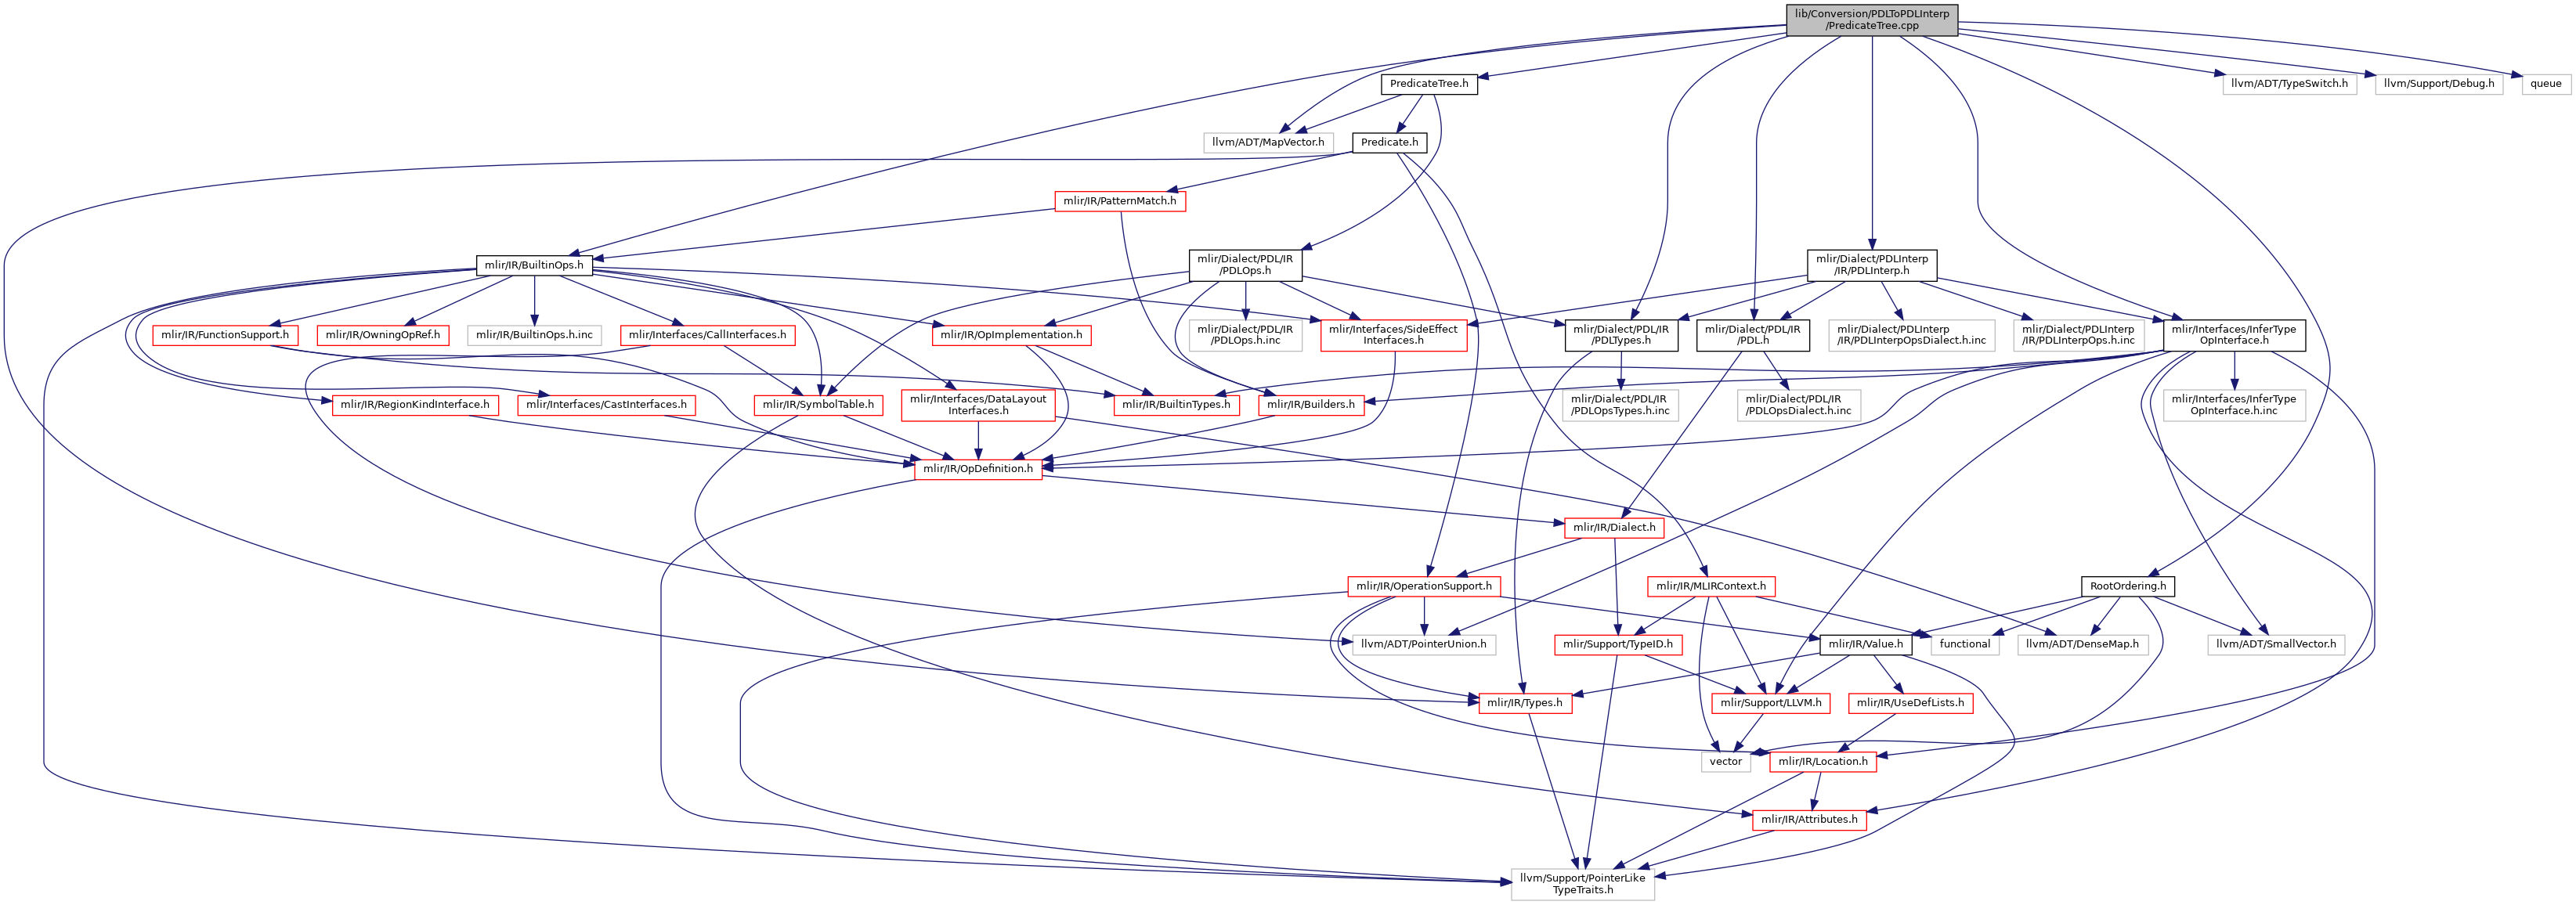 lib/Conversion/PDLToPDLInterp
/PredicateTree.cpp
PredicateTree.h
llvm/ADT/TypeSwitch.h
llvm/Support/Debug.h
queue
llvm/ADT/MapVector.h
Predicate.h
mlir/IR/PatternMatch.h
mlir/IR/BuiltinOps.h
mlir/Dialect/PDL/IR
/PDLOps.h
mlir/Dialect/PDLInterp
/IR/PDLInterp.h
mlir/IR/FunctionSupport.h
mlir/IR/OwningOpRef.h
mlir/IR/BuiltinOps.h.inc
mlir/Interfaces/CallInterfaces.h
mlir/IR/OpImplementation.h
mlir/Dialect/PDL/IR
/PDLOps.h.inc
mlir/Interfaces/SideEffect
Interfaces.h
mlir/Dialect/PDL/IR
/PDLTypes.h
mlir/Dialect/PDL/IR
/PDL.h
mlir/Dialect/PDLInterp
/IR/PDLInterpOpsDialect.h.inc
mlir/Dialect/PDLInterp
/IR/PDLInterpOps.h.inc
mlir/Interfaces/InferType
OpInterface.h
mlir/IR/RegionKindInterface.h
mlir/Interfaces/CastInterfaces.h
mlir/IR/SymbolTable.h
mlir/Interfaces/DataLayout
Interfaces.h
mlir/IR/BuiltinTypes.h
mlir/IR/Builders.h
mlir/Dialect/PDL/IR
/PDLOpsTypes.h.inc
mlir/Dialect/PDL/IR
/PDLOpsDialect.h.inc
mlir/Interfaces/InferType
OpInterface.h.inc
mlir/IR/OpDefinition.h
mlir/IR/Dialect.h
mlir/IR/OperationSupport.h
mlir/IR/MLIRContext.h
RootOrdering.h
llvm/ADT/PointerUnion.h
mlir/Support/TypeID.h
mlir/IR/Value.h
functional
llvm/ADT/DenseMap.h
llvm/ADT/SmallVector.h
mlir/IR/Types.h
mlir/Support/LLVM.h
mlir/IR/UseDefLists.h
vector
mlir/IR/Location.h
mlir/IR/Attributes.h
llvm/Support/PointerLike
TypeTraits.h